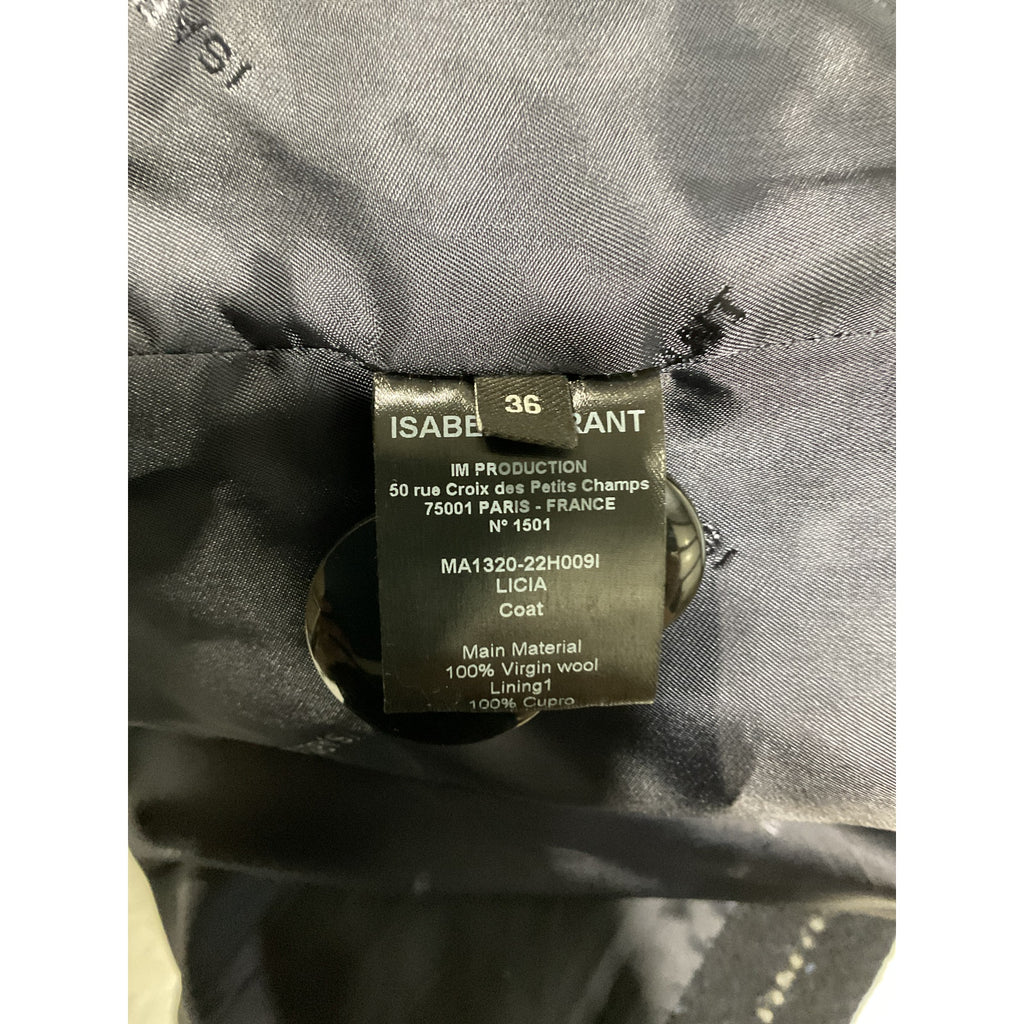 ISA
36
ISABE RANT
IM PRODUCTION
50 rue Croix des Petits Champs
75001 PARIS - FRANCE
N° 1501
MA1320-22H009I
LICIA
Coat
Main Material
100% Virgin wool
Lining1
100% Cupro